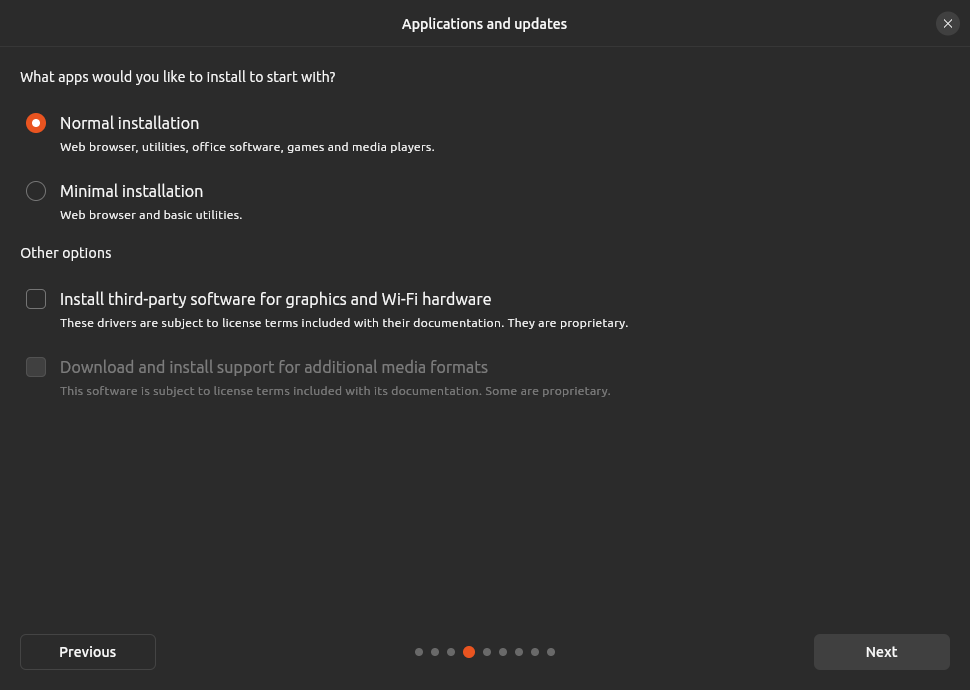 Applications and updates
What apps would you like to install to start with?
Normal installation
Web browser, utilities, office software, games and media players.
Minimal installation
Web browser and basic utilities.
Other options
Install third-party software for graphics and Wi-Fi hardware
These drivers are subject to license terms included with their documentation. They are proprietary.
Download and install support for additional media formats
This software is subject to license terms included with its documentation. Some are proprietary.
Previous
Next